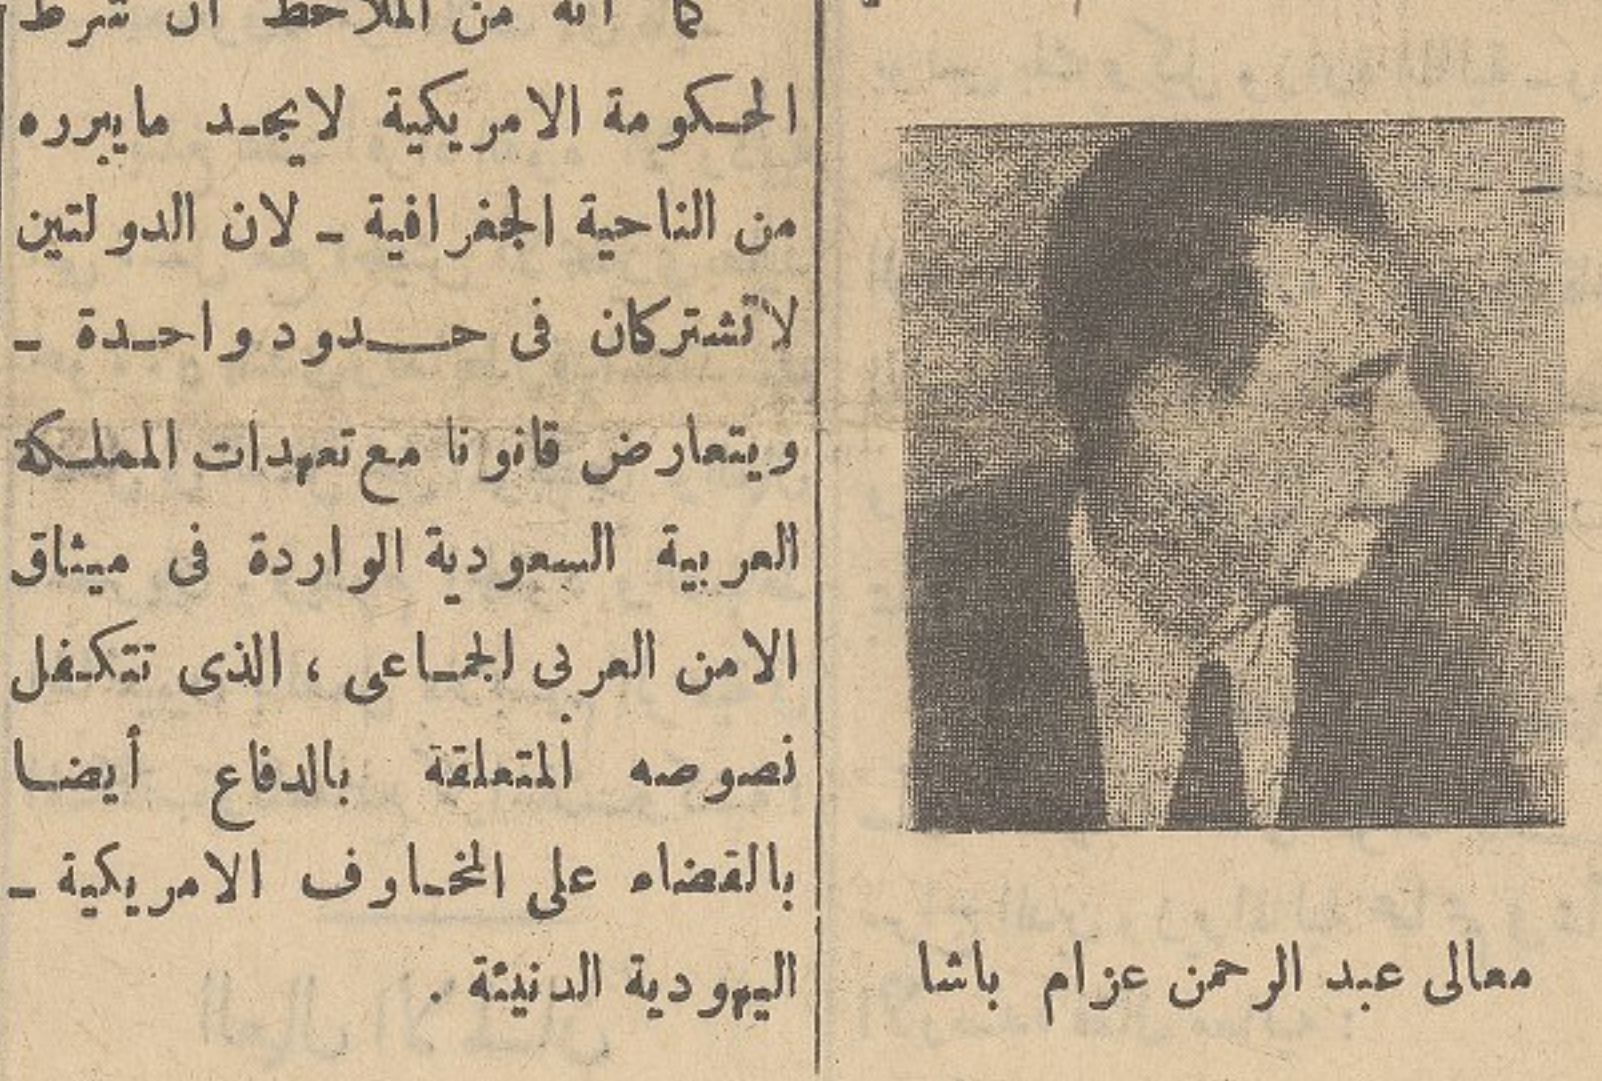 معالى عبد الرحمن عزام باشا
كما انه من الملاحظ ان شرط
الحكومة الامريكية لايجد مايبرره
من الناحية الجغرافية ـ لان الدولتين
لاتشتركان فى حدود واحدة ـ
ويتعارض قانونا مع تعهدات المملكة
العربية السعودية الواردة فى ميثاق
الامن العربى الجماعى ، الذى تتكفل
نصوصه المتعلقة بالدفاع أيضا
بالقضاء على المخاوف الامريكية ـ
اليهودية الدنيئة .